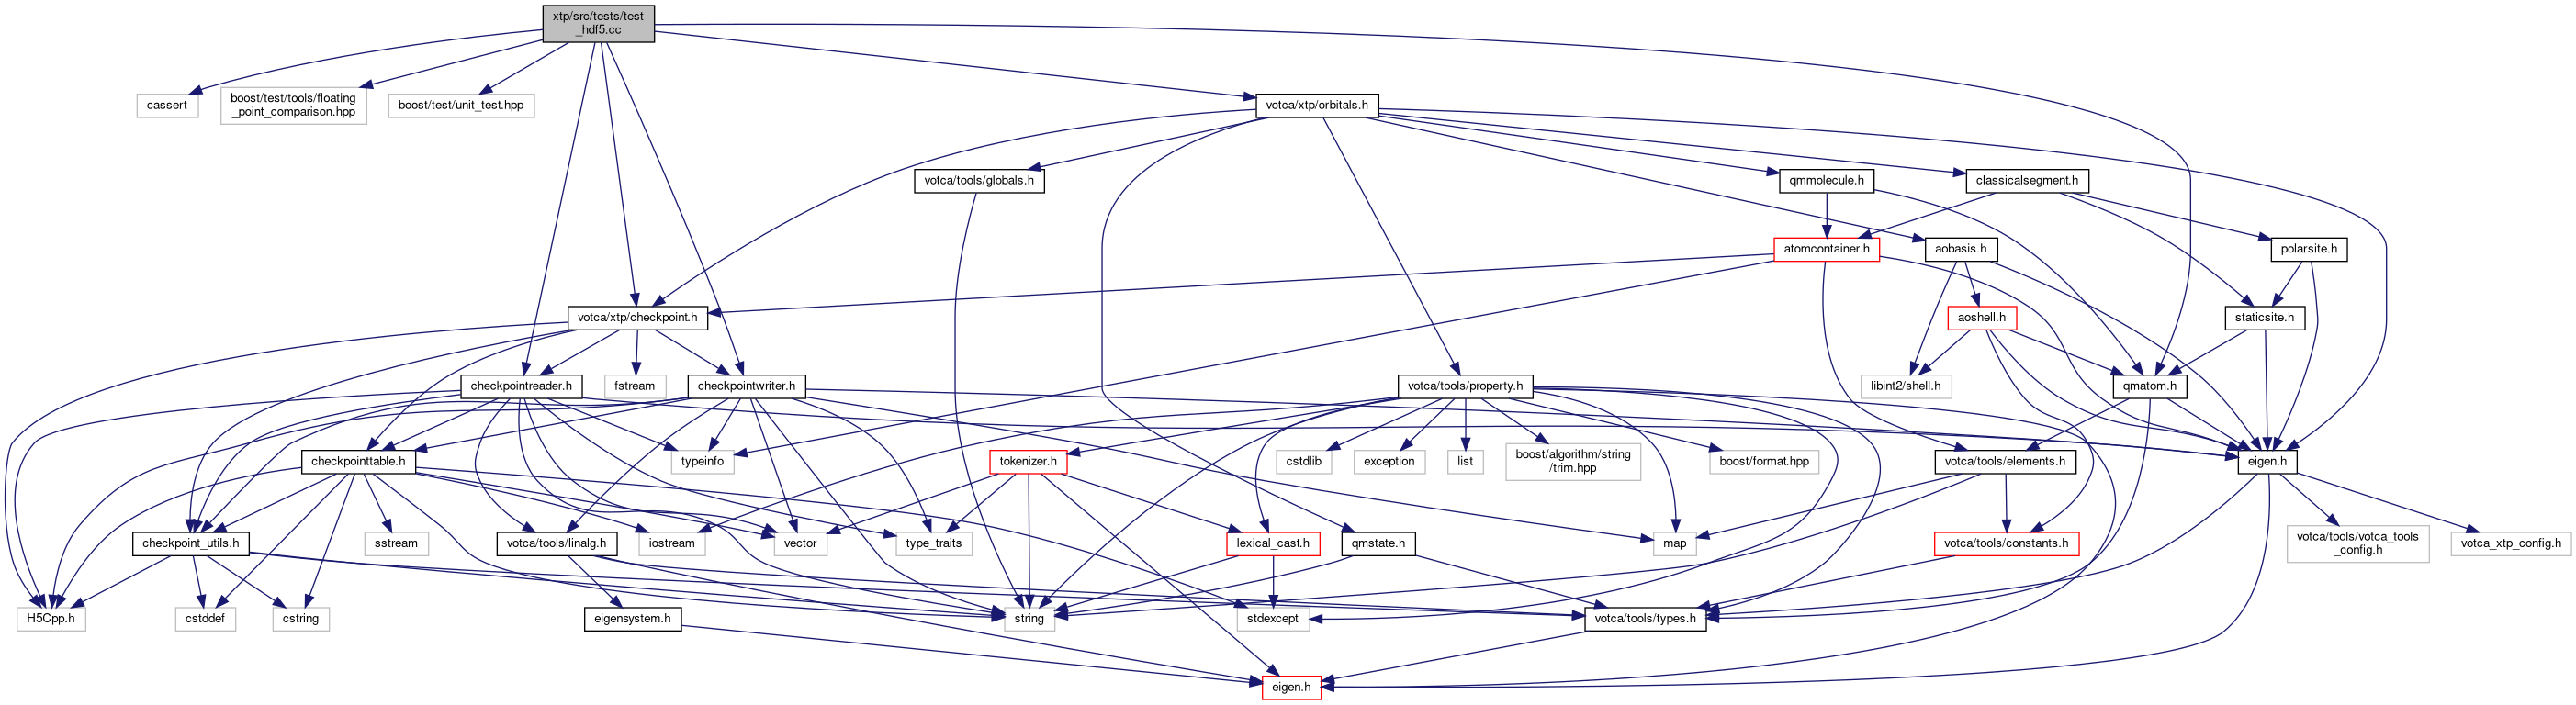 xtp/src/tests/test
_hdf5.cc
cassert
boost/test/tools/floating
_point_comparison.hpp
boost/test/unit_test.hpp
votca/xtp/orbitals.h
votca/tools/globals.h
qmmolecule.h
classicalsegment.h
atomcontainer.h
aobasis.h
polarsite.h
votca/xtp/checkpoint.h
aoshell.h
staticsite.h
checkpointreader.h
fstream
checkpointwriter.h
votca/tools/property.h
libint2/shell.h
qmatom.h
checkpointtable.h
typeinfo
tokenizer.h
cstdlib
exception
list
boost/algorithm/string
/trim.hpp
boost/format.hpp
votca/tools/elements.h
eigen.h
checkpoint_utils.h
sstream
votca/tools/linalg.h
iostream
vector
type_traits
lexical_cast.h
qmstate.h
map
votca/tools/constants.h
votca/tools/votca_tools
_config.h
votca_xtp_config.h
H5Cpp.h
cstddef
cstring
eigensystem.h
string
stdexcept
votca/tools/types.h
eigen.h